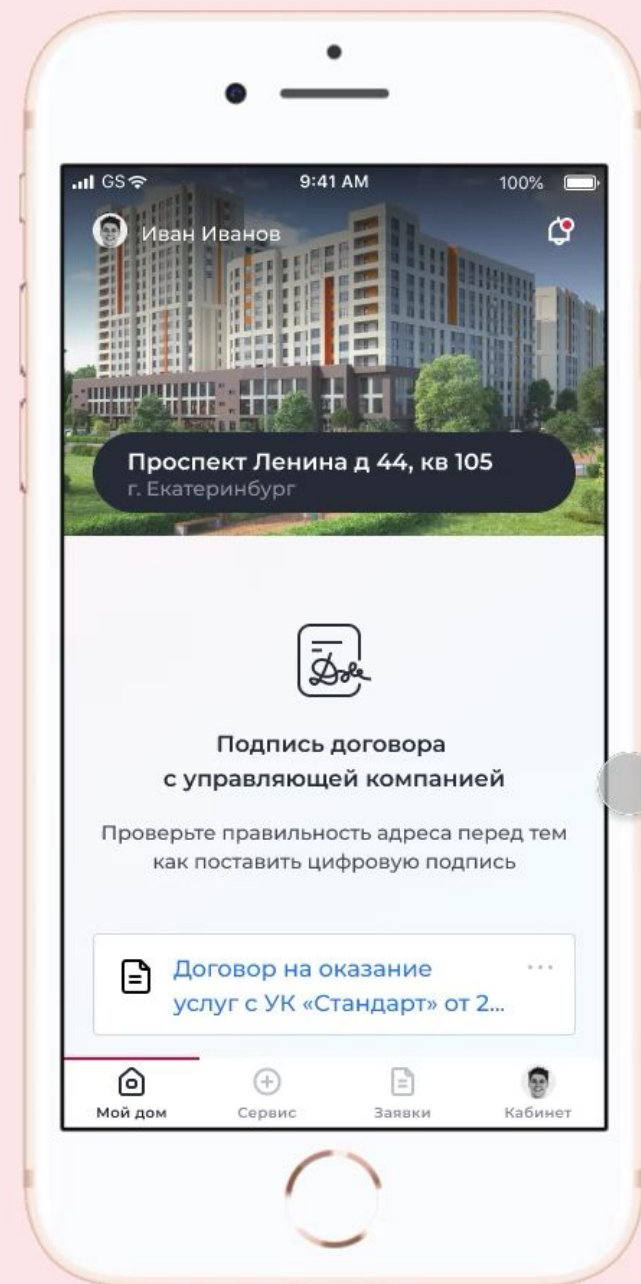 GS 9:41 AM 100%
Иван Иванов
Проспект Ленина д 44, кв 105
г. Екатеринбург
Подпись договора
с управляющей компанией
Проверьте правильность адреса перед тем
как поставить цифровую подпись
Договор на оказание
услуг с УК «Стандарт» от 2...
Мой дом Сервис Заявки Кабинет